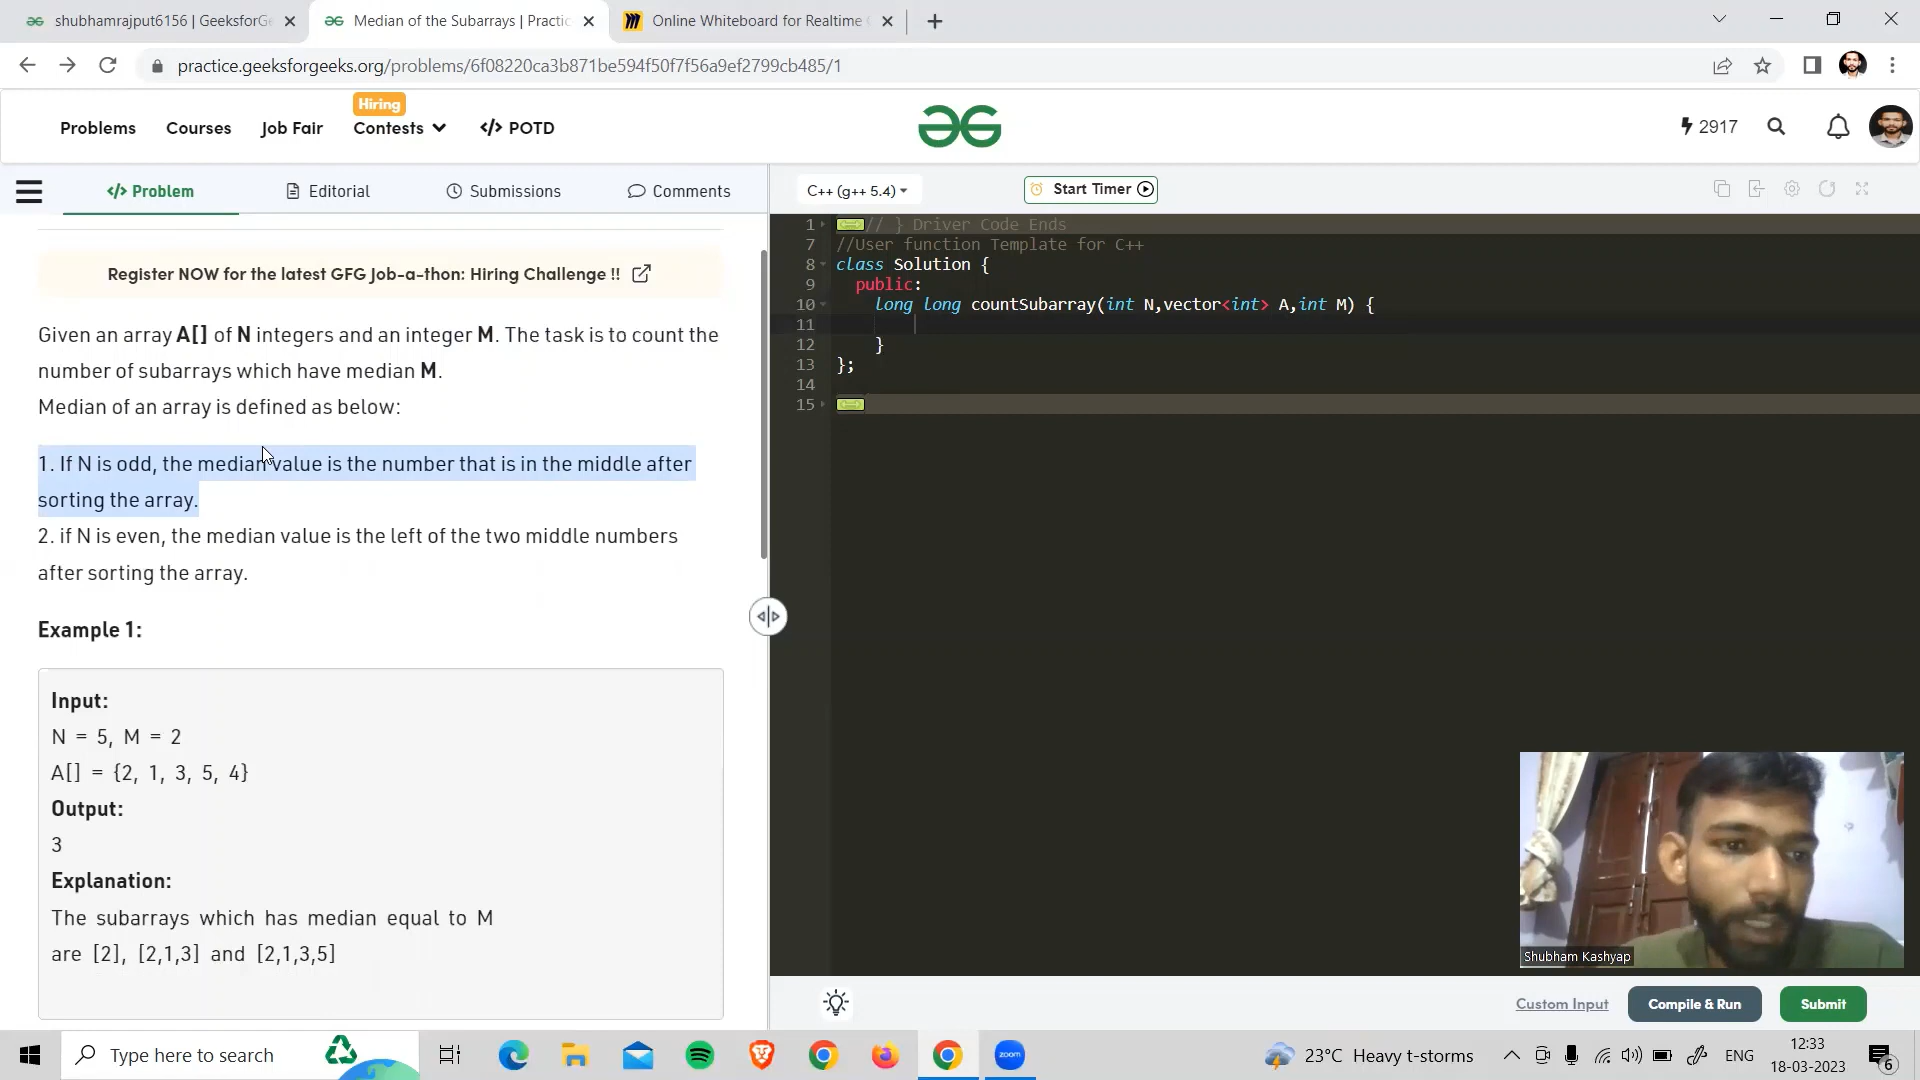 shubhamrajput6156 | GeeksforGe
Median of the Subarrays | Practic
Online Whiteboard for Realtime
practice.geeksforgeeks.org/problems/6f08220ca3b871be594f50f7f56a9ef2799cb485/1
Hiring
Problems Courses Job Fair Contests </> POTD
2917
</> Problem Editorial Submissions Comments
Register NOW for the latest GFG Job-a-thon: Hiring Challenge !!
Given an array A[] of N integers and an integer M. The task is to count the
number of subarrays which have median M.
Median of an array is defined as below:
1. If N is odd, the median value is the number that is in the middle after
sorting the array.
2. if N is even, the median value is the left of the two middle numbers
after sorting the array.
Example 1:
Input:
N = 5, M = 2
A[] = {2, 1, 3, 5, 4}
Output:
3
Explanation:
The subarrays which has median equal to M
are [2], [2,1,3] and [2,1,3,5]
C++ (g++ 5.4)
Start Timer
1 // } Driver Code Ends
7 //User function Template for C++
8 class Solution {
9 public:
10 long long countSubarray(int N,vector<int> A,int M) {
11
12 }
13 };
14
15
Shubham Kashyap
Custom Input Compile & Run Submit
Type here to search
zoom
23°C Heavy t-storms
ENG
12:33
18-03-2023
6